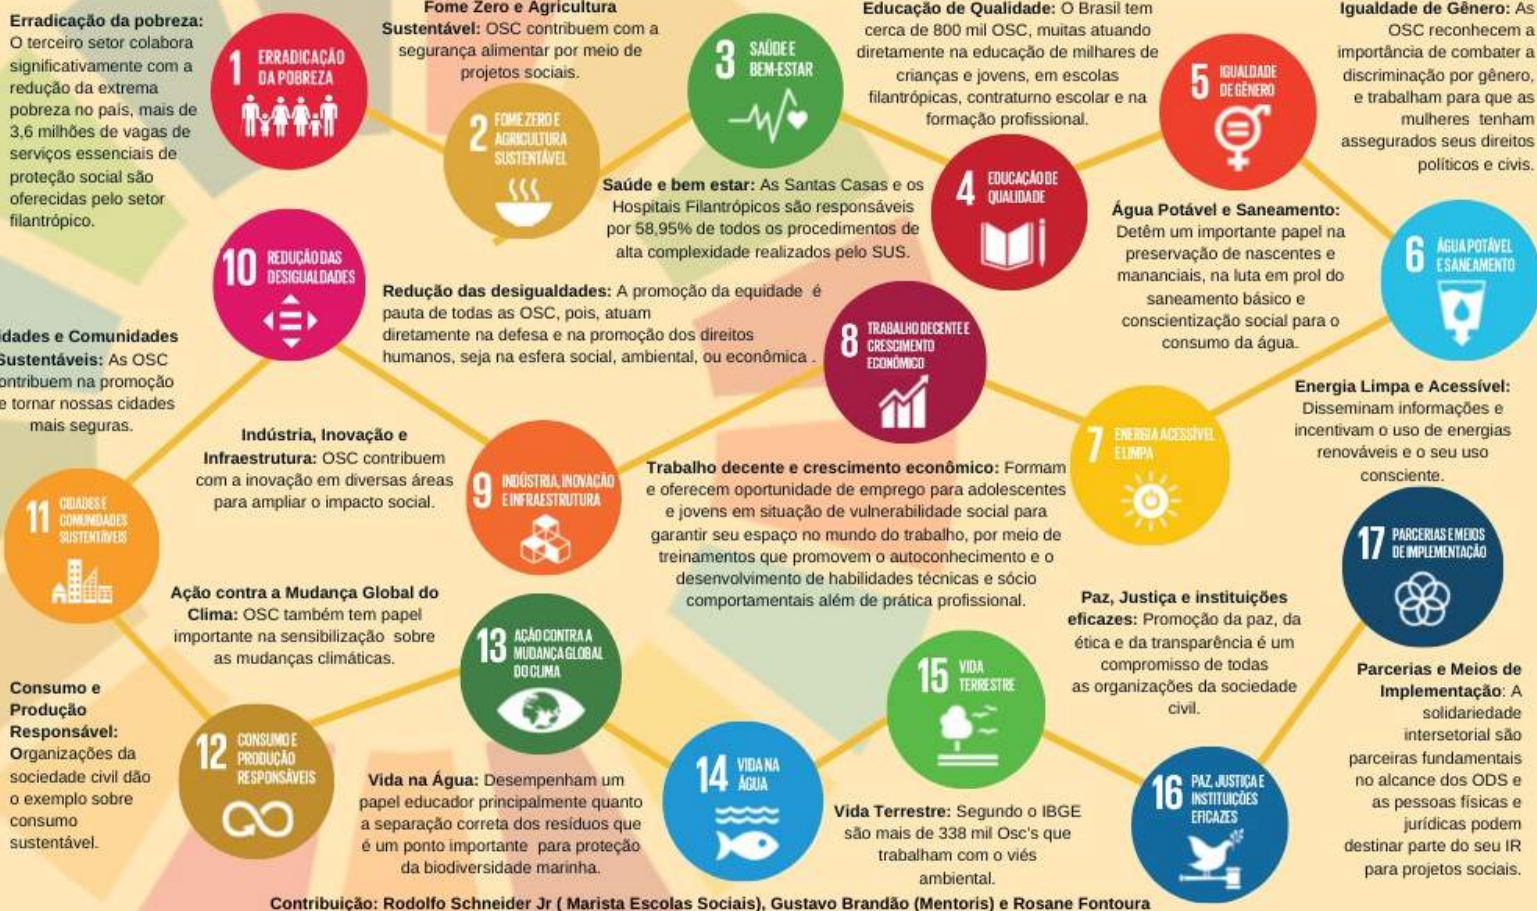 Erradicação da pobreza:
O terceiro setor colabora
significativamente com a
redução da extrema
pobreza no país, mais de
3,6 milhões de vagas de
serviços essenciais de
proteção social são
oferecidas pelo setor
filantrópico.
1 ERRADICAÇÃO
DA POBREZA
Fome Zero e Agricultura
Sustentável: OSC contribuem com a
segurança alimentar por meio de
projetos sociais.
2 FOME ZERO E
AGRICULTURA
SUSTENTÁVEL
3 SAÚDE E
BEM-ESTAR
Saúde e bem estar: As Santas Casas e os
Hospitais Filantrópicos são responsáveis
por 58,95% de todos os procedimentos de
alta complexidade realizados pelo SUS.
Educação de Qualidade: O Brasil tem
cerca de 800 mil OSC, muitas atuando
diretamente na educação de milhares de
crianças e jovens, em escolas
filantrópicas, contraturno escolar e na
formação profissional.
4 EDUCAÇÃO DE
QUALIDADE
5 IGUALDADE
DE GÊNERO
Igualdade de Gênero: As
OSC reconhecem a
importância de combater a
discriminação por gênero,
e trabalham para que as
mulheres tenham
assegurados seus direitos
políticos e civis.
Água Potável e Saneamento:
Detêm um importante papel na
preservação de nascentes e
mananciais, na luta em prol do
saneamento básico e
conscientização social para o
consumo da água.
6 ÁGUA POTÁVEL
E SANEAMENTO
Energia Limpa e Acessível:
Disseminam informações e
incentivam o uso de energias
renováveis e o seu uso
consciente.
7 ENERGIA ACESSÍVEL
E LIMPA
8 TRABALHO DECENTE E
CRESCIMENTO
ECONÔMICO
Trabalho decente e crescimento econômico: Formam
e oferecem oportunidade de emprego para adolescentes
e jovens em situação de vulnerabilidade social para
garantir seu espaço no mundo do trabalho, por meio de
treinamentos que promovem o autoconhecimento e o
desenvolvimento de habilidades técnicas e sócio
comportamentais além de prática profissional.
9 INDÚSTRIA, INOVAÇÃO
E INFRAESTRUTURA
Indústria, Inovação e
Infraestrutura: OSC contribuem
com a inovação em diversas áreas
para ampliar o impacto social.
10 REDUÇÃO DAS
DESIGUALDADES
Redução das desigualdades: A promoção da equidade é
pauta de todas as OSC, pois, atuam
diretamente na defesa e na promoção dos direitos
humanos, seja na esfera social, ambiental, ou econômica .
idades e Comunidades
Sustentáveis: As OSC
ontribuem na promoção
e tornar nossas cidades
mais seguras.
11 CIDADES E
COMUNIDADES
SUSTENTÁVEIS
Consumo e
Produção
Responsável:
Organizações da
sociedade civil dão
o exemplo sobre
consumo
sustentável.
12 CONSUMO E
PRODUÇÃO
RESPONSÁVEIS
Ação contra a Mudança Global do
Clima: OSC também tem papel
importante na sensibilização sobre
as mudanças climáticas.
13 AÇÃO CONTRA A
MUDANÇA GLOBAL
DO CLIMA
Vida na Água: Desempenham um
papel educador principalmente quanto
a separação correta dos resíduos que
é um ponto importante para proteção
da biodiversidade marinha.
14 VIDA NA
ÁGUA
15 VIDA
TERRESTRE
Vida Terrestre: Segundo o IBGE
são mais de 338 mil Osc's que
trabalham com o viés
ambiental.
Paz, Justiça e instituições
eficazes: Promoção da paz, da
ética e da transparência é um
compromisso de todas
as organizações da sociedade
civil.
16 PAZ, JUSTIÇA E
INSTITUIÇÕES
EFICAZES
17 PARCERIAS E MEIOS
DE IMPLEMENTAÇÃO
Parcerias e Meios de
Implementação: A
solidariedade
intersetorial são
parceiras fundamentais
no alcance dos ODS e
as pessoas físicas e
jurídicas podem
destinar parte do seu IR
para projetos sociais.
Contribuição: Rodolfo Schneider Jr ( Marista Escolas Sociais), Gustavo Brandão (Mentoris) e Rosane Fontoura